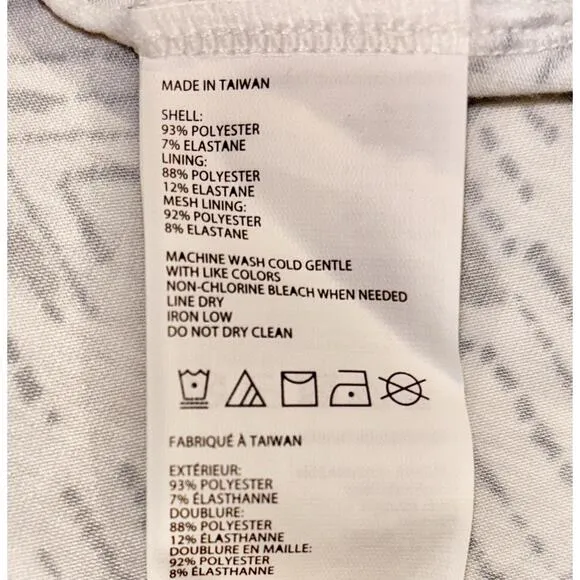 MADE IN TAIWAN
SHELL:
93% POLYESTER
7% ELASTANE
LINING:
88% POLYESTER
12% ELASTANE
MESH LINING:
92% POLYESTER
8% ELASTANE
MACHINE WASH COLD GENTLE
WITH LIKE COLORS
NON-CHLORINE BLEACH WHEN NEEDED
LINE DRY
IRON LOW
DO NOT DRY CLEAN
FABRIQUÉ À TAIWAN
EXTÉRIEUR:
93% POLYESTER
7% ÉLASTHANNE
DOUBLURE:
88% POLYESTER
12% ÉLASTHANNE
DOUBLURE EN MAILLE:
92% POLYESTER
8% ÉLASTHANNE